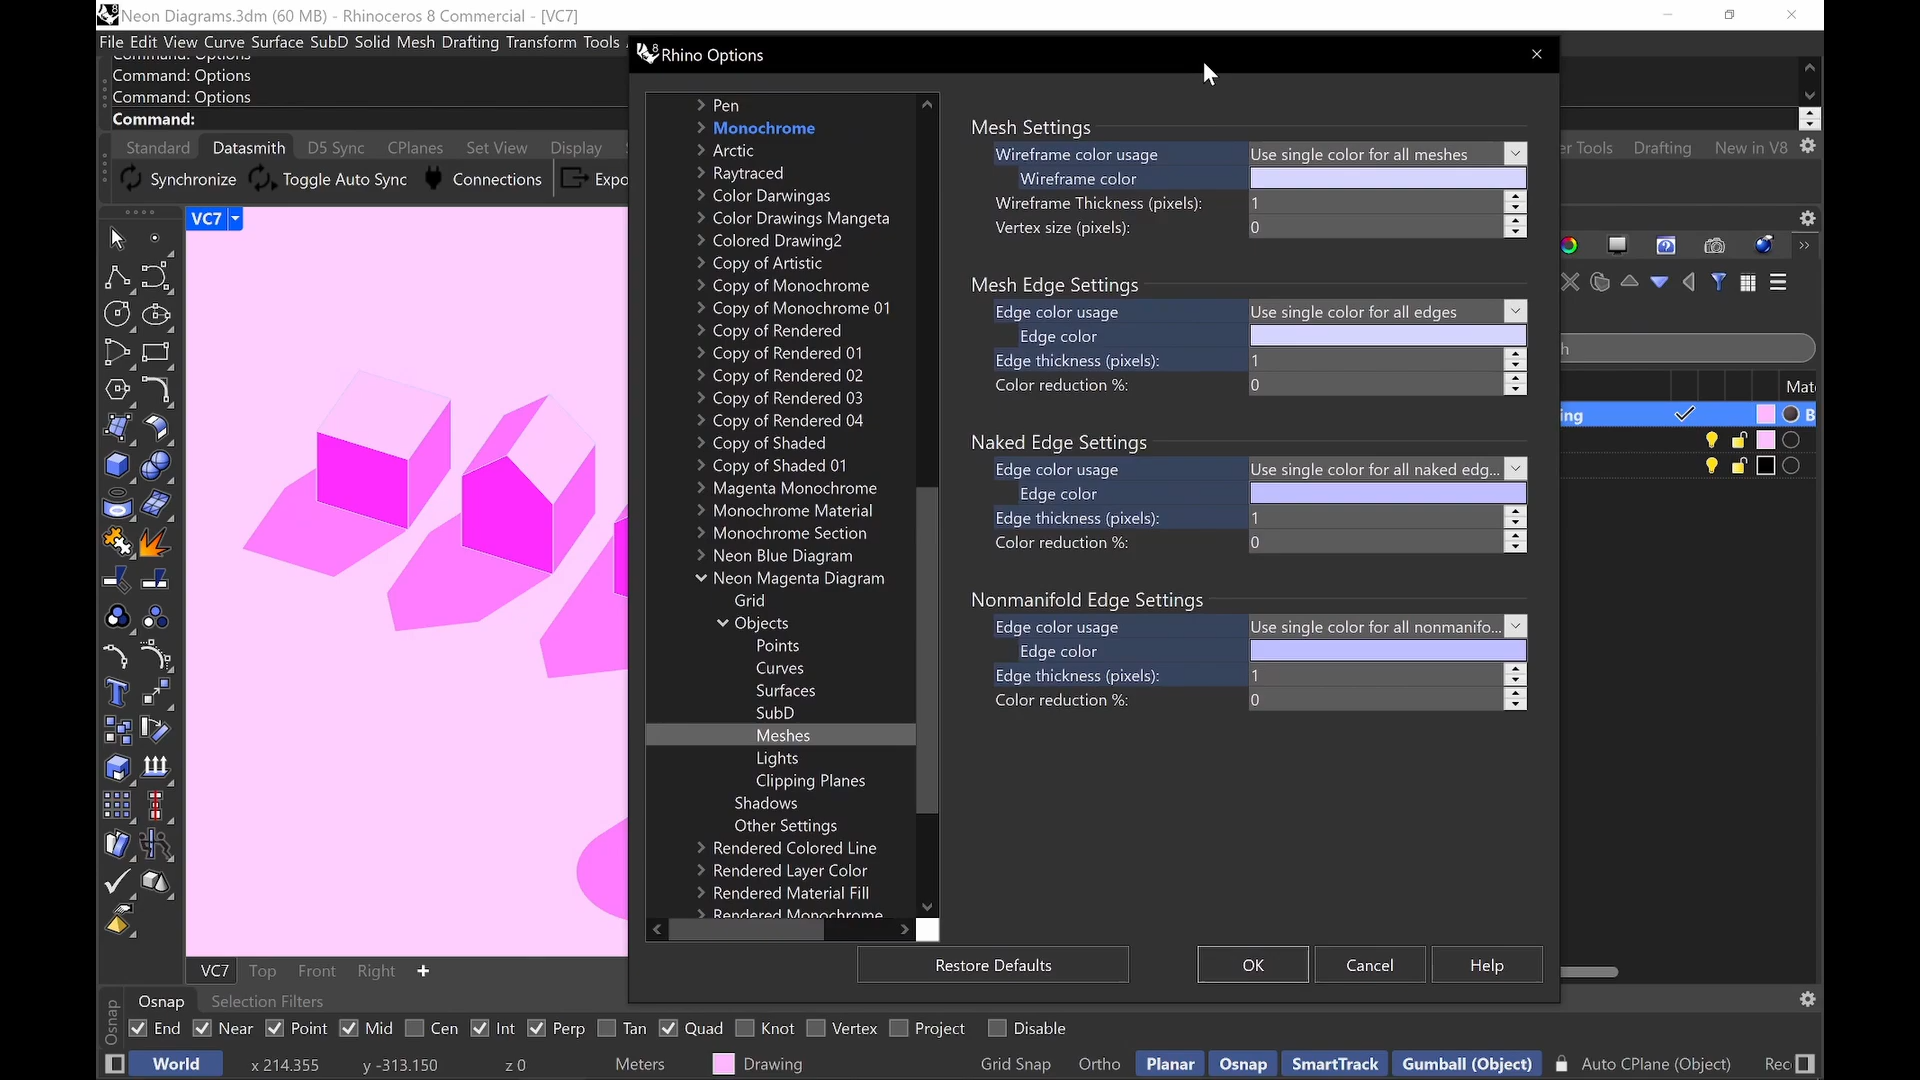 Neon Diagrams.3dm (60 MB) - Rhinoceros 8 Commercial - [VC7]
File Edit View Curve Surface SubD Solid Mesh Drafting Transform Tools
Command: Options
Command: Options
Command: Options
Command:
Standard Datasmith D5 Sync CPlanes Set View Display
er Tools Drafting New in V8
Synchronize Toggle Auto Sync Connections Expo
VC7
8
Rhino Options
Pen
Monochrome
Arctic
Raytraced
Color Darwingas
Color Drawings Mangeta
Colored Drawing2
Copy of Artistic
Copy of Monochrome
Copy of Monochrome 01
Copy of Rendered
Copy of Rendered 01
Copy of Rendered 02
Copy of Rendered 03
Copy of Rendered 04
Copy of Shaded
Copy of Shaded 01
Magenta Monochrome
Monochrome Material
Monochrome Section
Neon Blue Diagram
Neon Magenta Diagram
Grid
Objects
Points
Curves
Surfaces
SubD
Meshes
Lights
Clipping Planes
Shadows
Other Settings
Rendered Colored Line
Rendered Layer Color
Rendered Material Fill
Rendered Monochrome
Mesh Settings
Wireframe color usage Use single color for all meshes
Wireframe color
Wireframe Thickness (pixels): 1
Vertex size (pixels): 0
Mesh Edge Settings
Edge color usage Use single color for all edges
Edge color
Edge thickness (pixels): 1
Color reduction %: 0
Naked Edge Settings
Edge color usage Use single color for all naked edg...
Edge color
Edge thickness (pixels): 1
Color reduction %: 0
Nonmanifold Edge Settings
Edge color usage Use single color for all nonmanifo...
Edge color
Edge thickness (pixels): 1
Color reduction %: 0
Restore Defaults OK Cancel Help
h
Mat
ing B
VC7 Top Front Right
Osnap Selection Filters
Osnap
End Near Point Mid Cen Int Perp Tan Quad Knot Vertex Project Disable
World x 214.355 y -313.150 z 0 Meters Drawing Grid Snap Ortho Planar Osnap SmartTrack Gumball (Object) Auto CPlane (Object) Rec